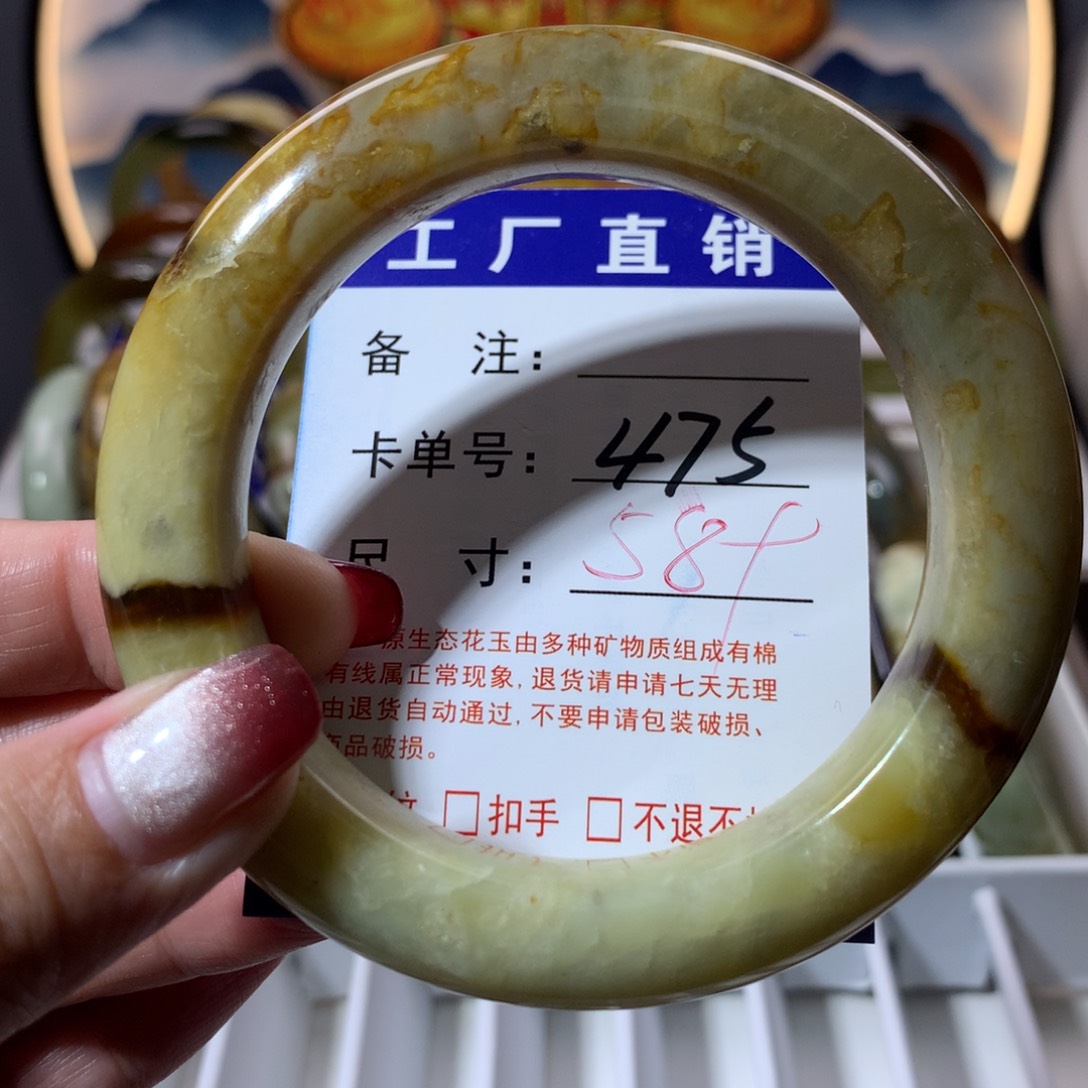 工厂直销
备 注:
卡单号: 475
尺 寸: 58
原生态花玉由多种矿物质组成有棉
有线属正常现象,退货请申请七天无理
由退货自动通过,不要申请包装破损、
商品破损。
纹 □扣手 □不退不